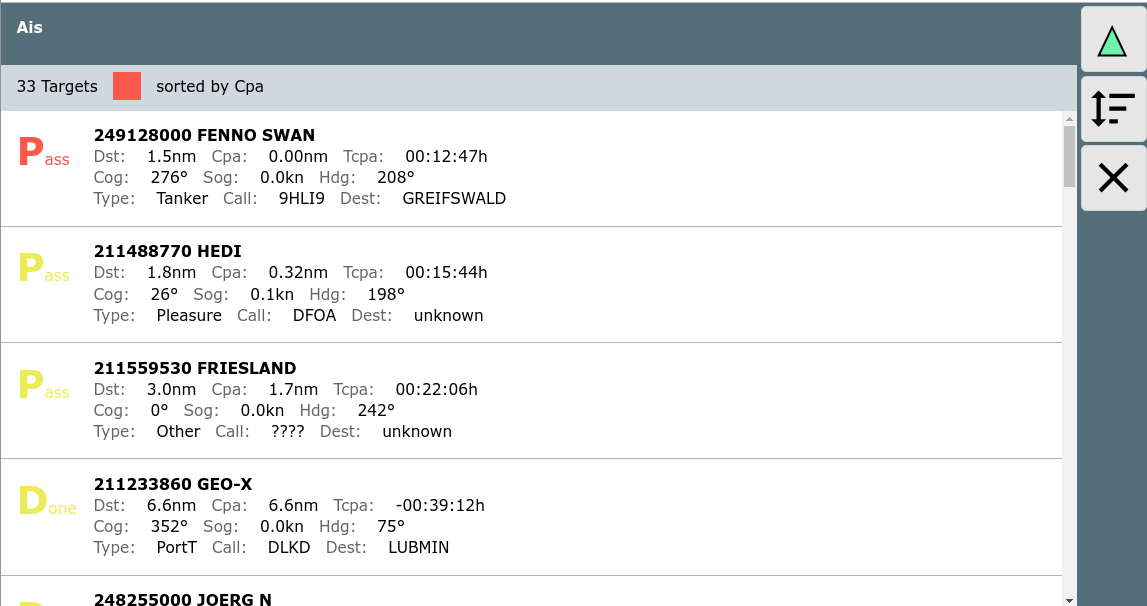 Ais
33 Targets sorted by Cpa
249128000 FENNO SWAN
Pass
Dst: 1.5nm Cpa: 0.00nm Tcpa: 00:12:47h
Cog: 276° Sog: 0.0kn Hdg: 208°
Type: Tanker Call: 9HLI9 Dest: GREIFSWALD
211488770 HEDI
Pass
Dst: 1.8nm Cpa: 0.32nm Tcpa: 00:15:44h
Cog: 26° Sog: 0.1kn Hdg: 198°
Type: Pleasure Call: DFOA Dest: unknown
211559530 FRIESLAND
Pass
Dst: 3.0nm Cpa: 1.7nm Tcpa: 00:22:06h
Cog: 0° Sog: 0.0kn Hdg: 242°
Type: Other Call: ???? Dest: unknown
211233860 GEO-X
Done
Dst: 6.6nm Cpa: 6.6nm Tcpa: -00:39:12h
Cog: 352° Sog: 0.0kn Hdg: 75°
Type: PortT Call: DLKD Dest: LUBMIN
248255000 JOERG N